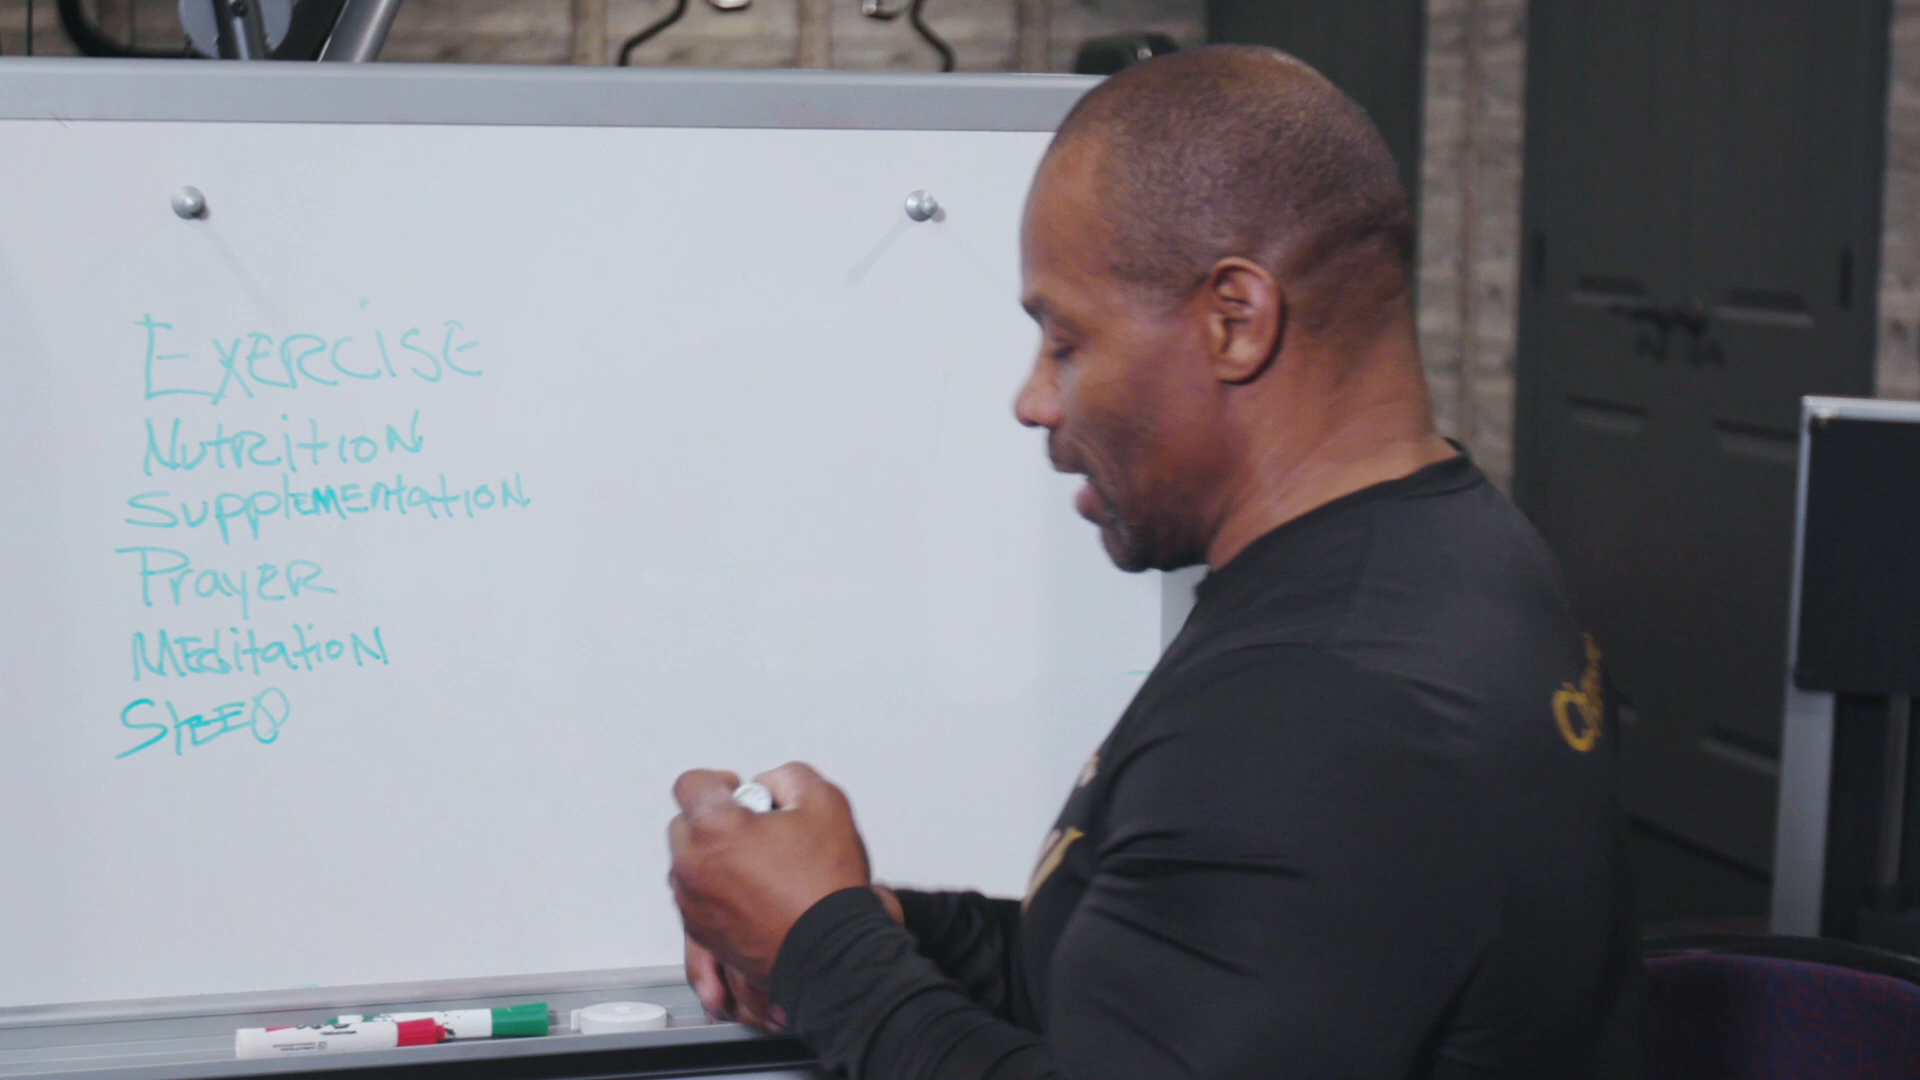 Exercise
Nutrition
Supplementation
Prayer
Meditation
Sleep